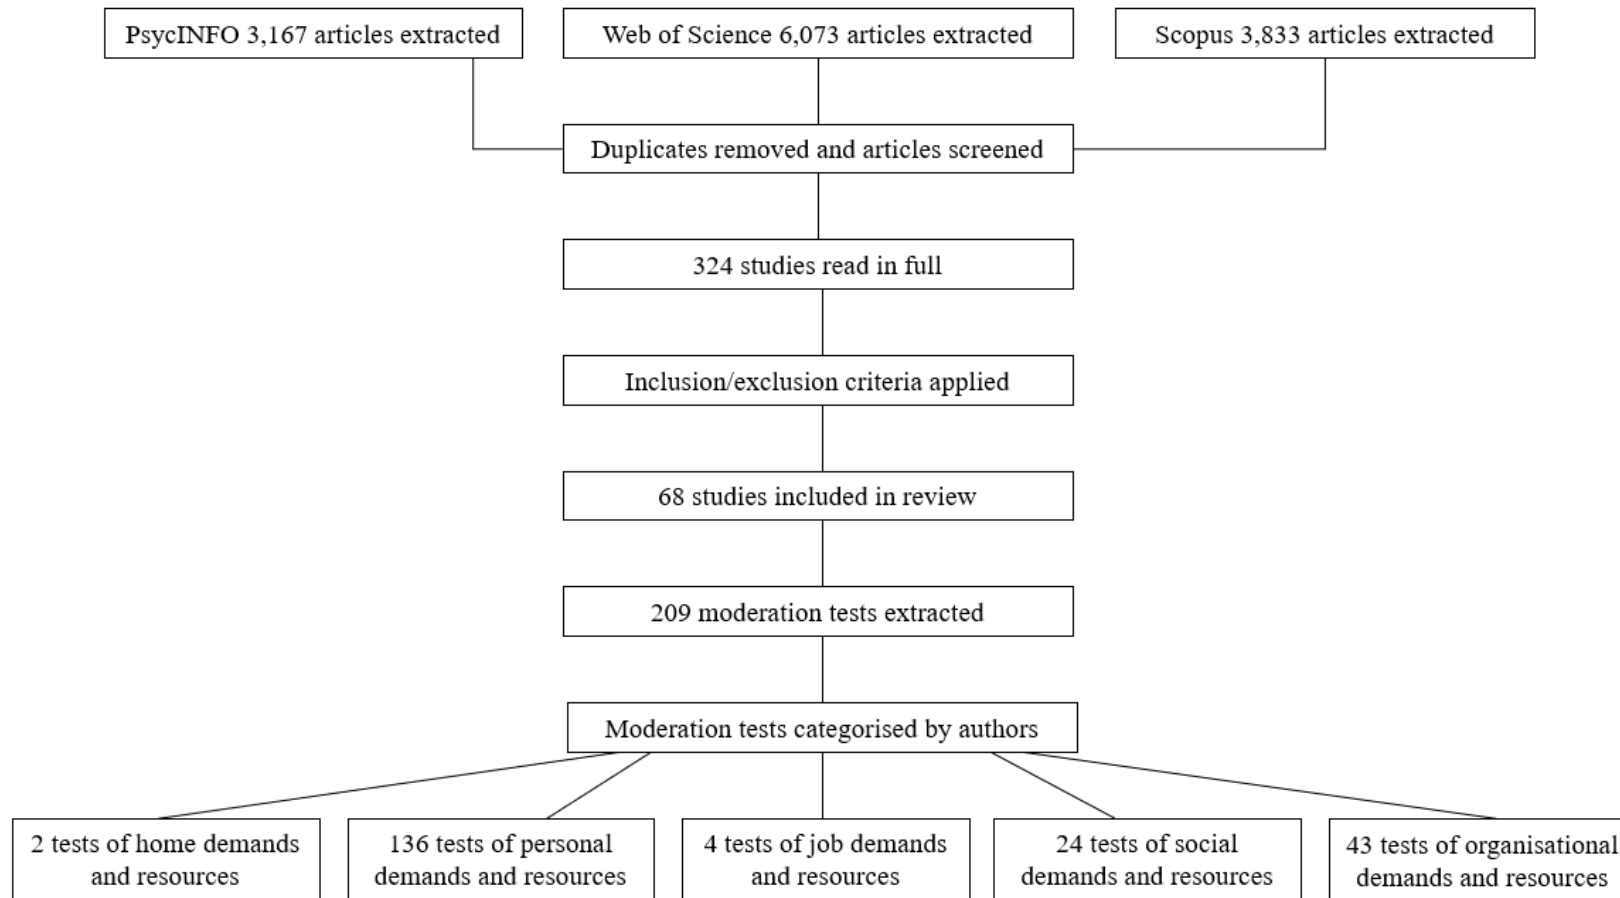 PsycINFO 3,167 articles extracted
Web of Science 6,073 articles extracted
Scopus 3,833 articles extracted
Duplicates removed and articles screened
324 studies read in full
Inclusion/exclusion criteria applied
68 studies included in review
209 moderation tests extracted
Moderation tests categorised by authors
2 tests of home demands
and resources
136 tests of personal
demands and resources
4 tests of job demands
and resources
24 tests of social
demands and resources
43 tests of organisational
demands and resources